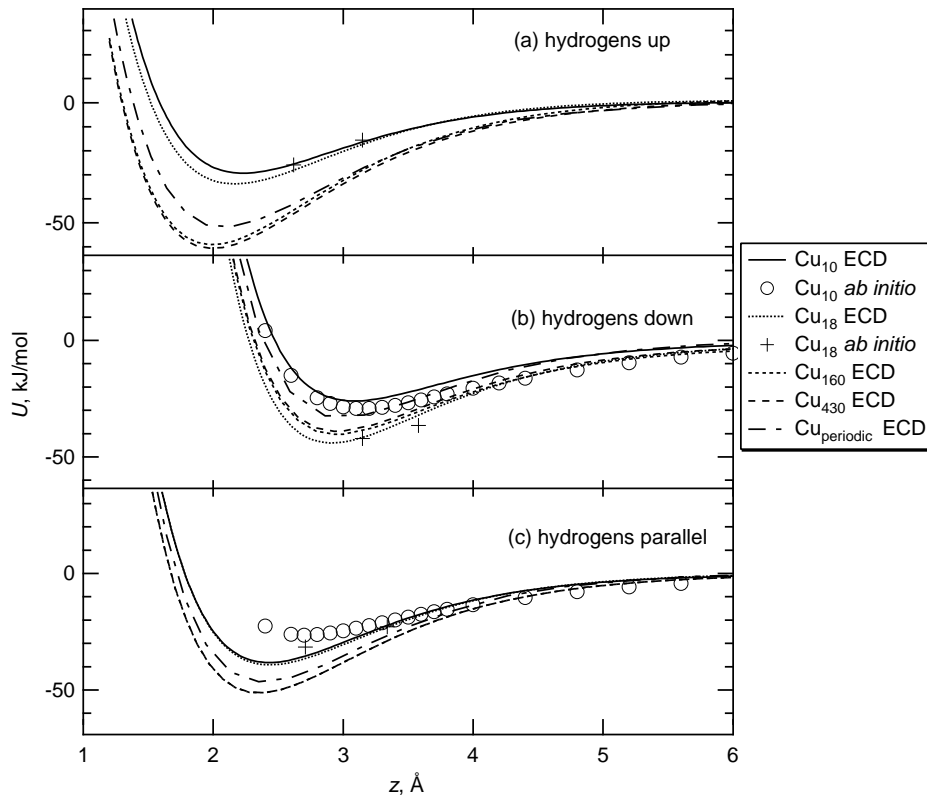 (a) hydrogens up
0
-50
(b) hydrogens down
0
-50
(c) hydrogens parallel
0
-50
U, kJ/mol
1 2 3 4 5 6
z, Å
Cu10 ECD
Cu10 ab initio
Cu18 ECD
Cu18 ab initio
Cu160 ECD
Cu430 ECD
Cuperiodic ECD